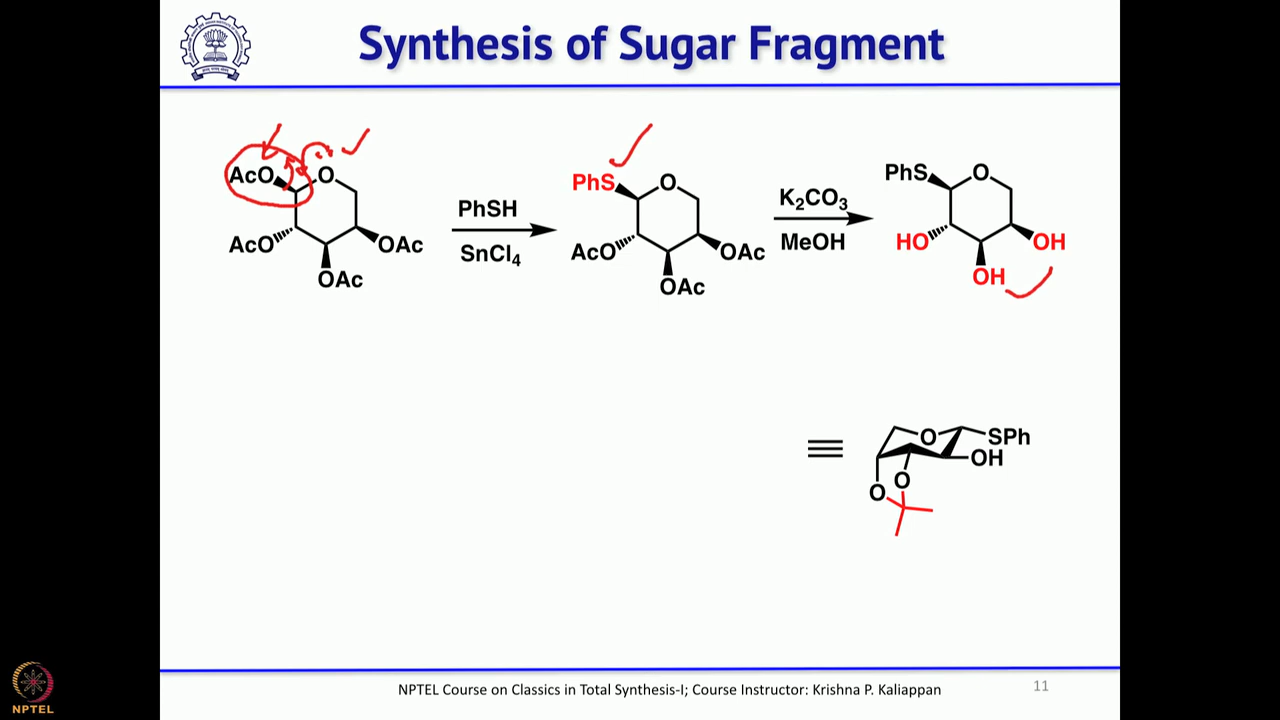 Synthesis of Sugar Fragment
AcO
O
AcO
OAc
OAc
PhSH
SnCl4
PhS
O
AcO
OAc
OAc
K2CO3
MeOH
PhS
O
HO
OH
OH
O
SPh
OH
O
O
NPTEL Course on Classics in Total Synthesis-I; Course Instructor: Krishna P. Kaliappan
11
NPTEL